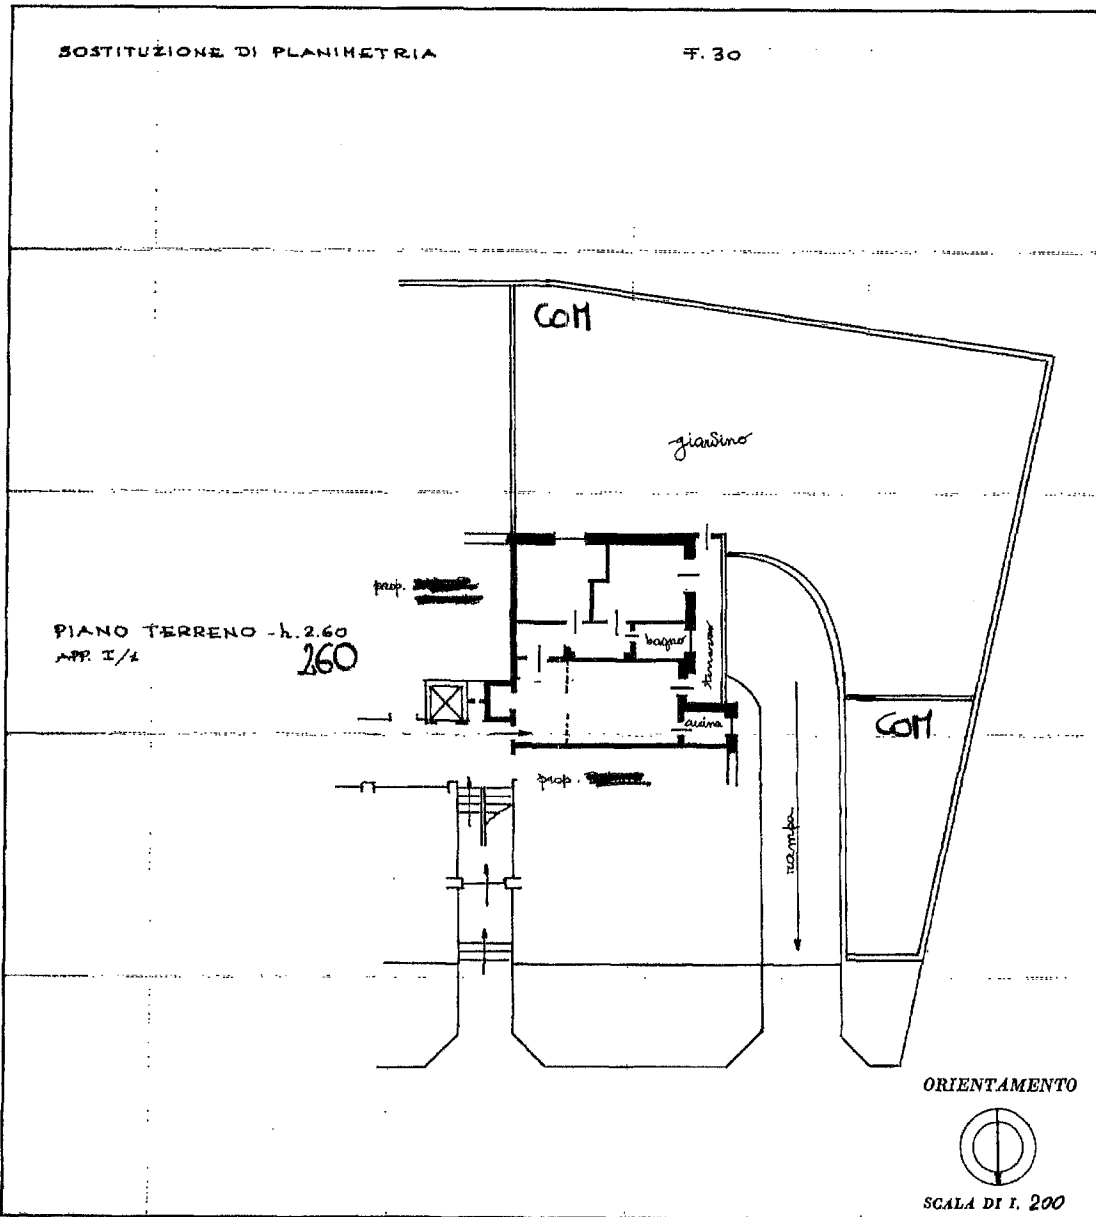 SOSTITUZIONE DI PLANIMETRIA
F. 30
COM
giardino
prop.
PIANO TERRENO - h. 2.60
APP. I/1
260
bagno
terrazzo
cucina
COM
prop.
rampa
ORIENTAMENTO
SCALA DI 1. 200